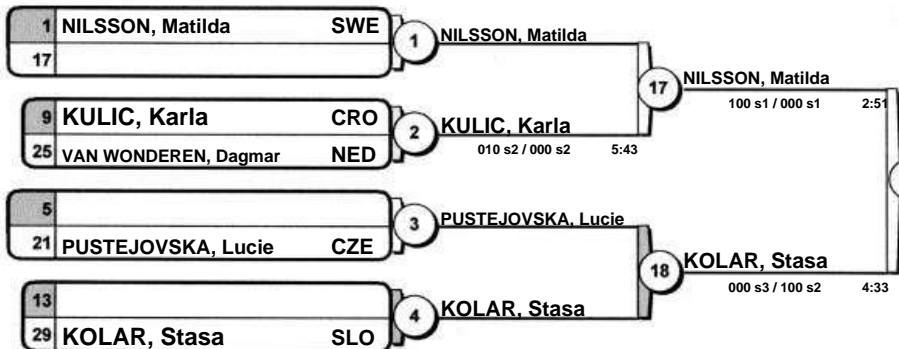 1 NILSSON, Matilda SWE
17
1 NILSSON, Matilda
9 KULIC, Karla CRO
25 VAN WONDEREN, Dagmar NED
2 KULIC, Karla
010 s2 / 000 s2 5:43
17 NILSSON, Matilda
100 s1 / 000 s1 2:51
5
21 PUSTEJOVSKA, Lucie CZE
3 PUSTEJOVSKA, Lucie
13
29 KOLAR, Stasa SLO
4 KOLAR, Stasa
18 KOLAR, Stasa
000 s3 / 100 s2 4:33